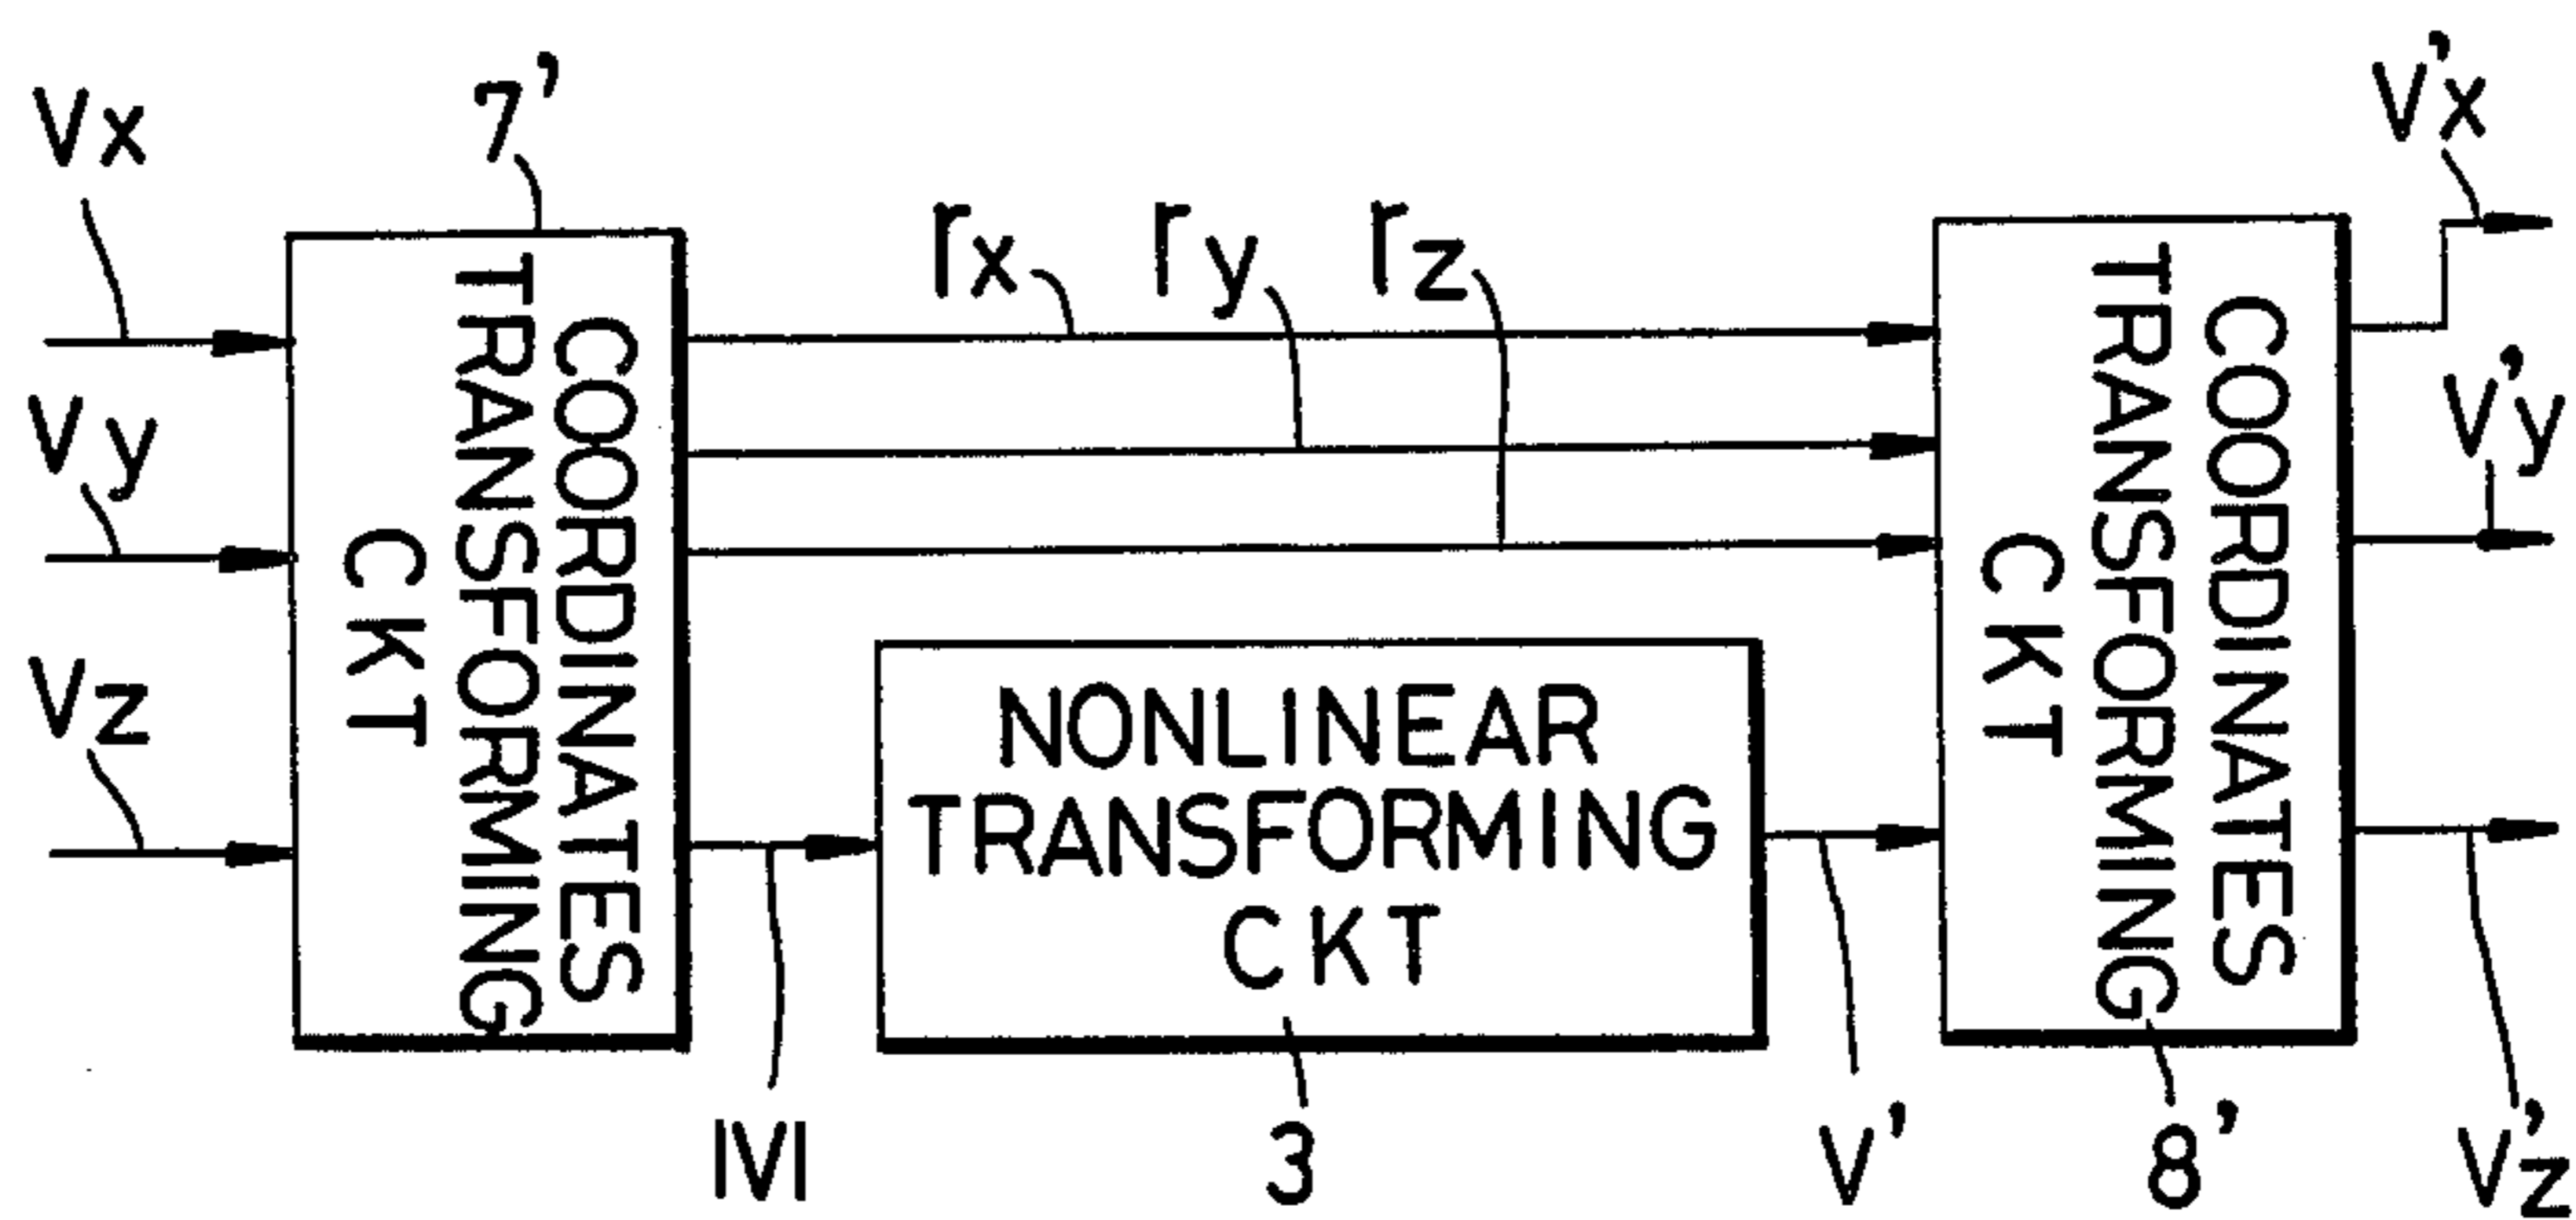 Vx
Vy
Vz
7'
COORDINATES
TRANSFORMING
CKT
rx ry rz
|V|
NONLINEAR
TRANSFORMING
CKT
3
V'
COORDINATES
TRANSFORMING
CKT
8'
V'x
V'y
V'z